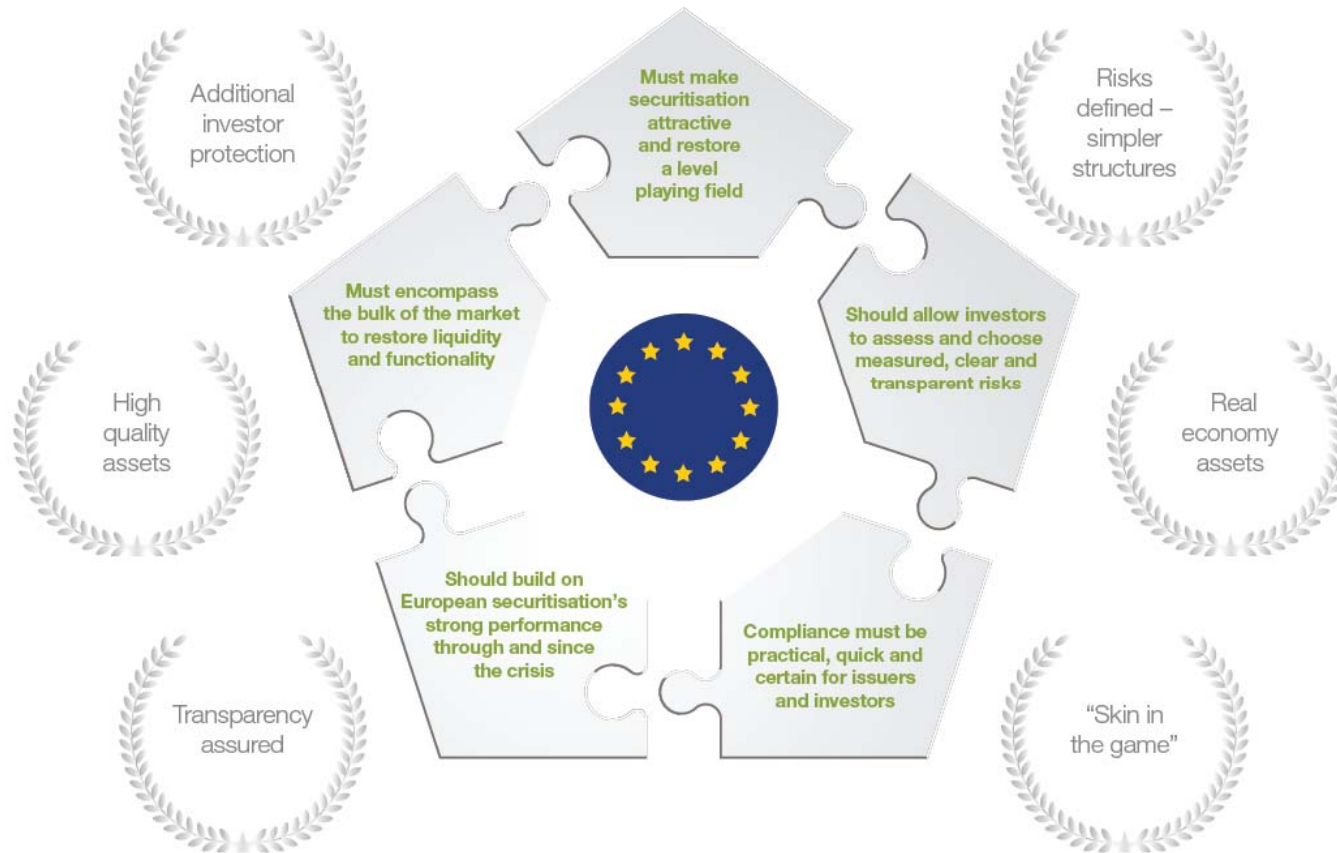 Additional
investor
protection
Must make
securitisation
attractive
and restore
a level
playing field
Risks
defined –
simpler
structures
Must encompass
the bulk of the market
to restore liquidity
and functionality
Should allow investors
to assess and choose
measured, clear and
transparent risks
High
quality
assets
Real
economy
assets
Should build on
European securitisation’s
strong performance
through and since
the crisis
Compliance must be
practical, quick and
certain for issuers
and investors
Transparency
assured
“Skin in
the game”